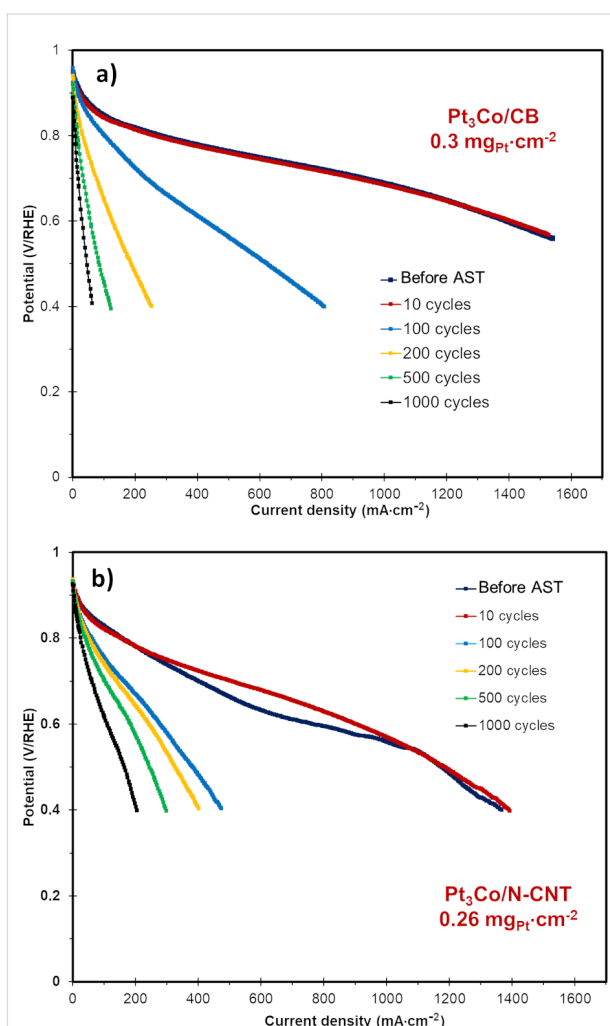 a)
Pt₃Co/CB
0.3 mgPt·cm⁻²
1
0.8
0.6
0.4
0.2
0
Potential (V/RHE)
Before AST
10 cycles
100 cycles
200 cycles
500 cycles
1000 cycles
0 200 400 600 800 1000 1200 1400 1600
Current density (mA·cm⁻²)
b)
1
0.8
0.6
0.4
0.2
0
Potential (V/RHE)
Before AST
10 cycles
100 cycles
200 cycles
500 cycles
1000 cycles
Pt₃Co/N-CNT
0.26 mgPt·cm⁻²
0 200 400 600 800 1000 1200 1400 1600
Current density (mA·cm⁻²)